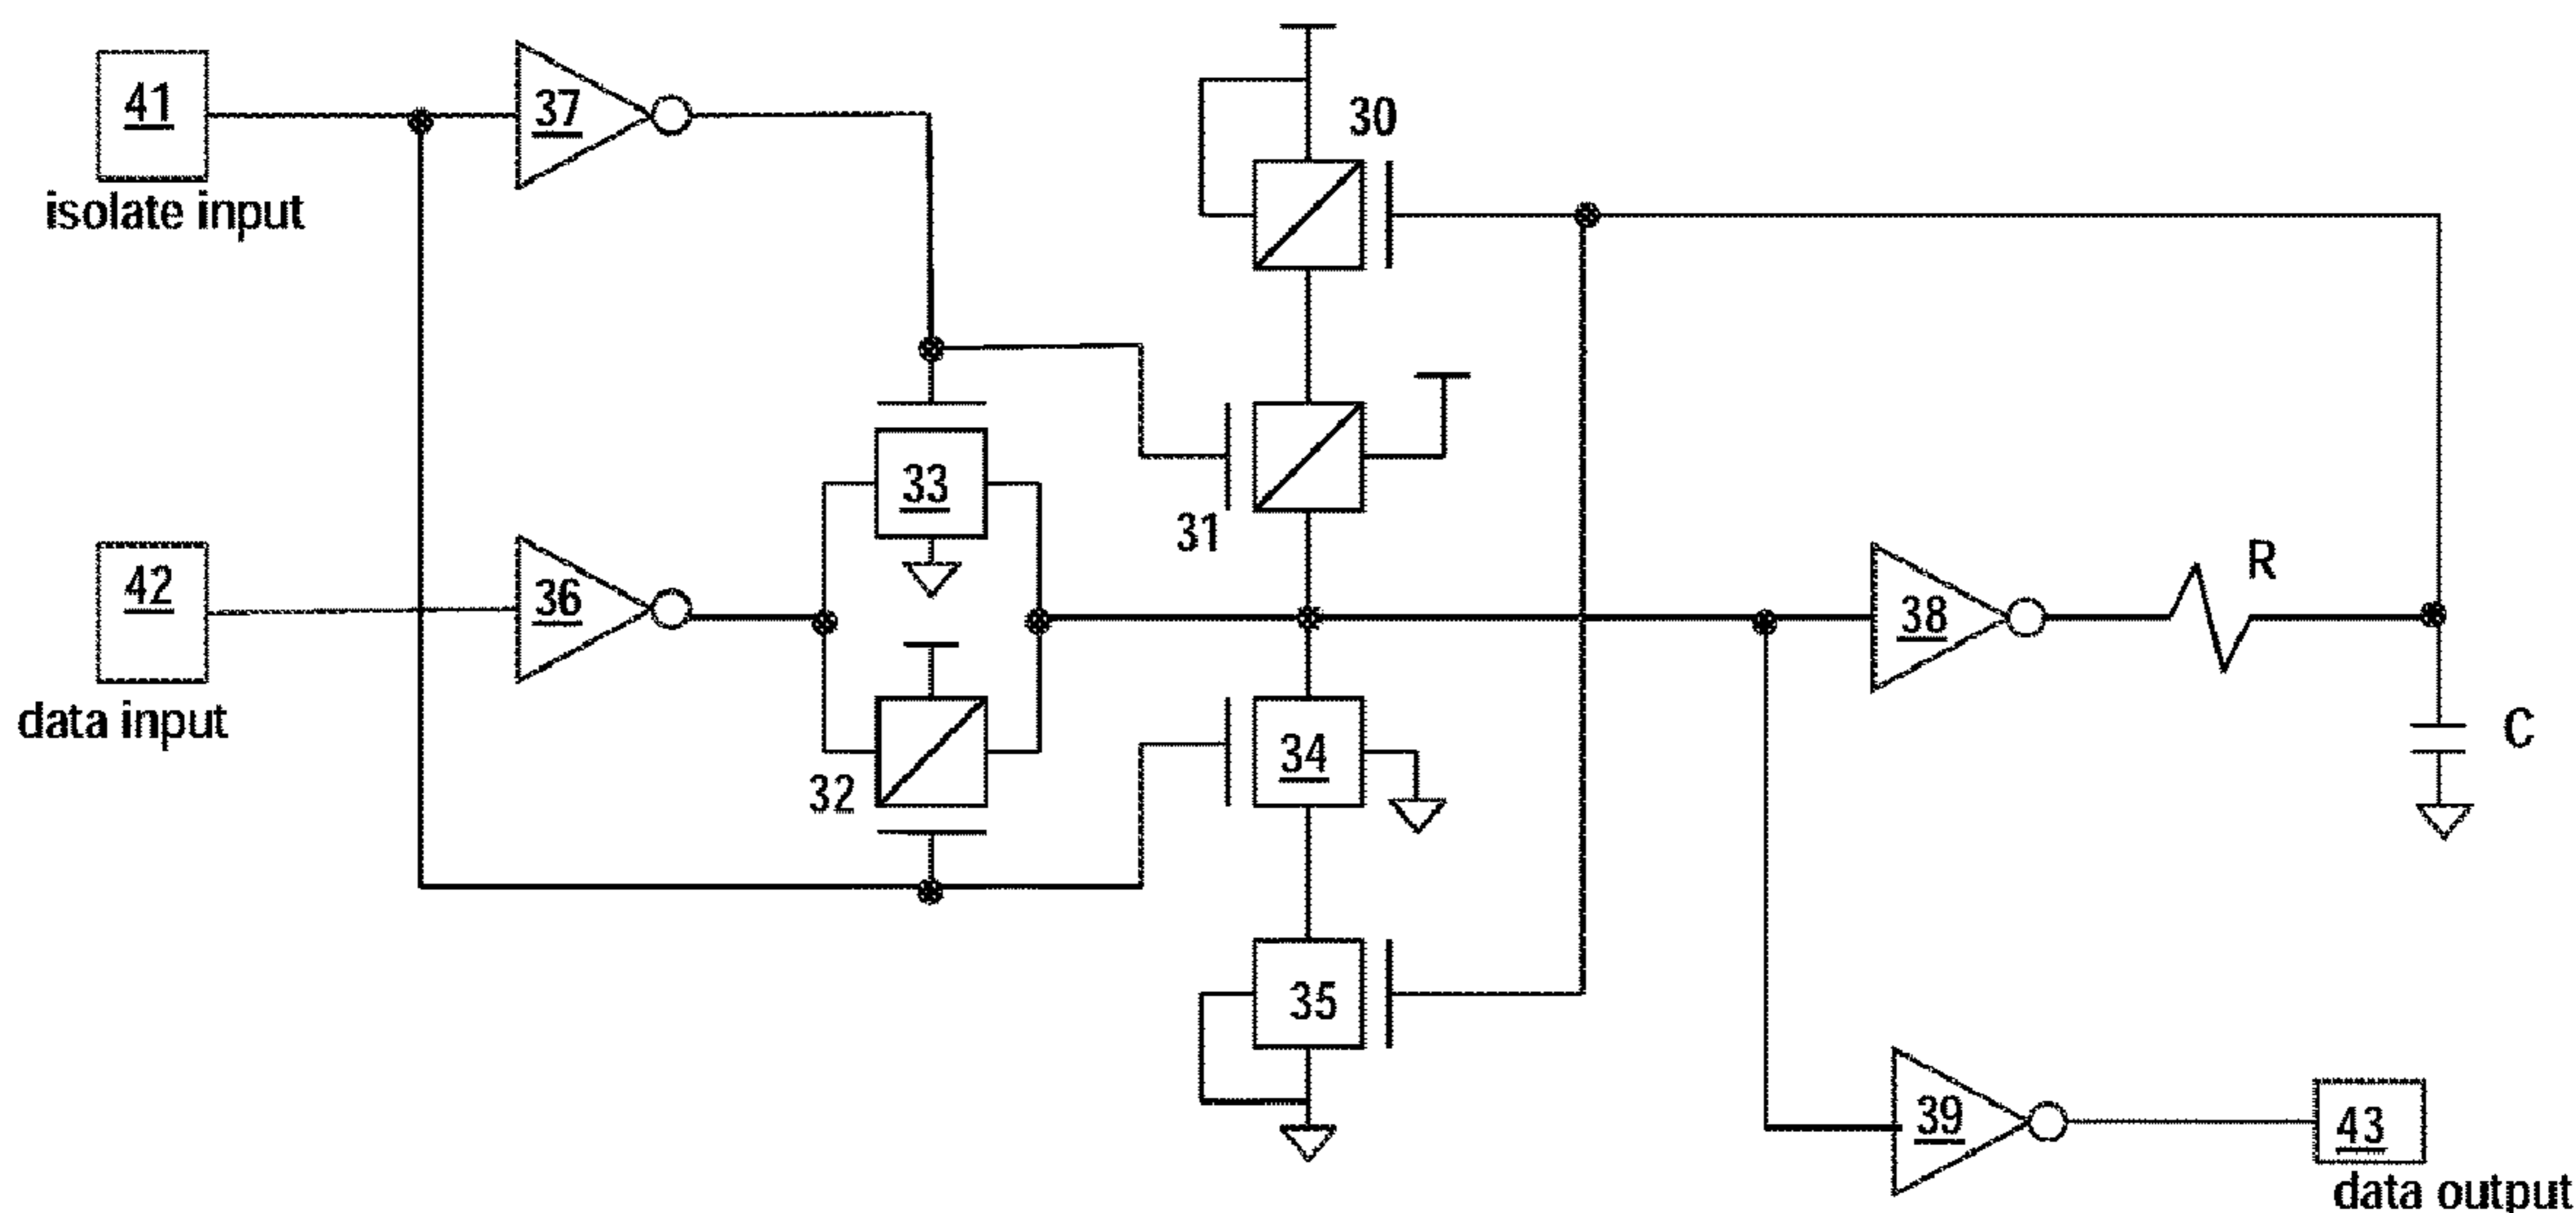 41
37
30
isolate input
33
31
42
36
38
R
data input
32
34
C
35
39
43
data output